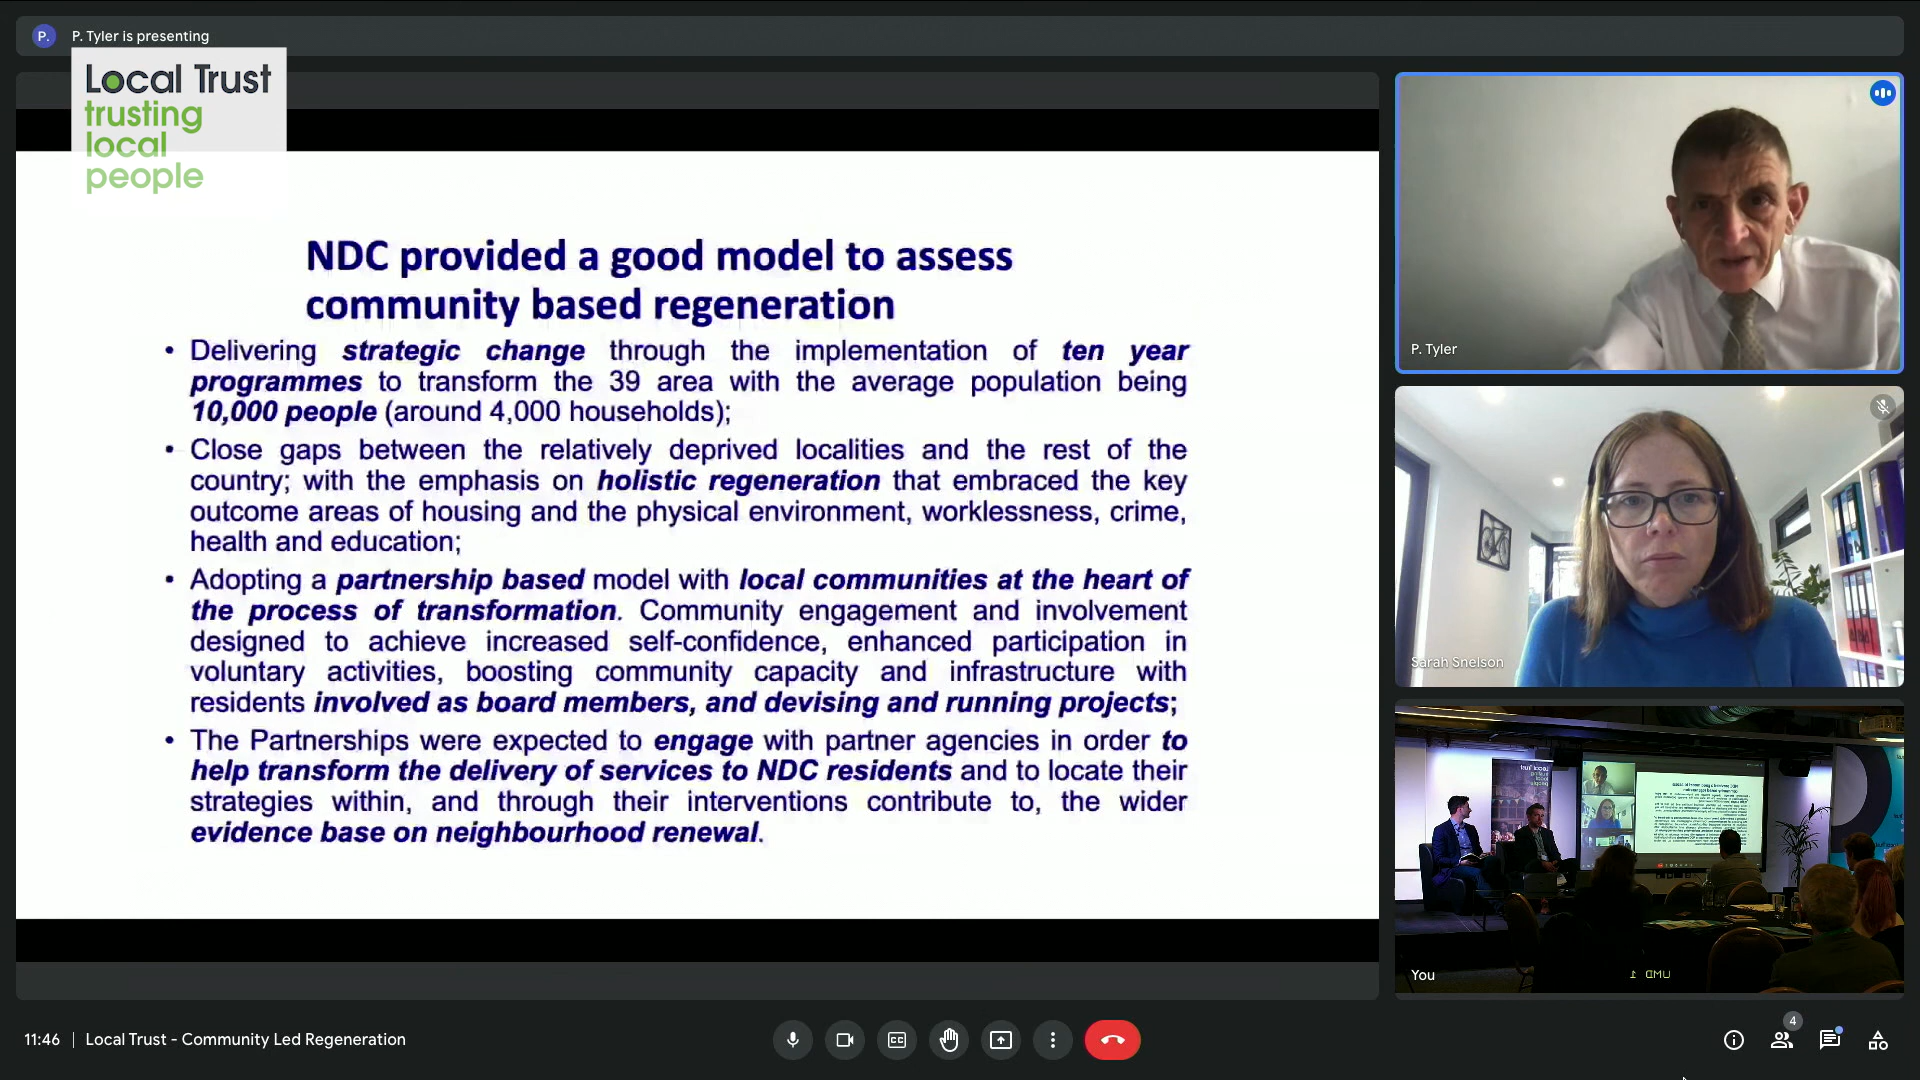 P.
P. Tyler is presenting
Local Trust
trusting
local
people
NDC provided a good model to assess
community based regeneration
• Delivering strategic change through the implementation of ten year
programmes to transform the 39 area with the average population being
10,000 people (around 4,000 households);
• Close gaps between the relatively deprived localities and the rest of the
country; with the emphasis on holistic regeneration that embraced the key
outcome areas of housing and the physical environment, worklessness, crime,
health and education;
• Adopting a partnership based model with local communities at the heart of
the process of transformation. Community engagement and involvement
designed to achieve increased self-confidence, enhanced participation in
voluntary activities, boosting community capacity and infrastructure with
residents involved as board members, and devising and running projects;
• The Partnerships were expected to engage with partner agencies in order to
help transform the delivery of services to NDC residents and to locate their
strategies within, and through their interventions contribute to, the wider
evidence base on neighbourhood renewal.
P. Tyler
Sarah Snelson
You
11:46 | Local Trust - Community Led Regeneration
4